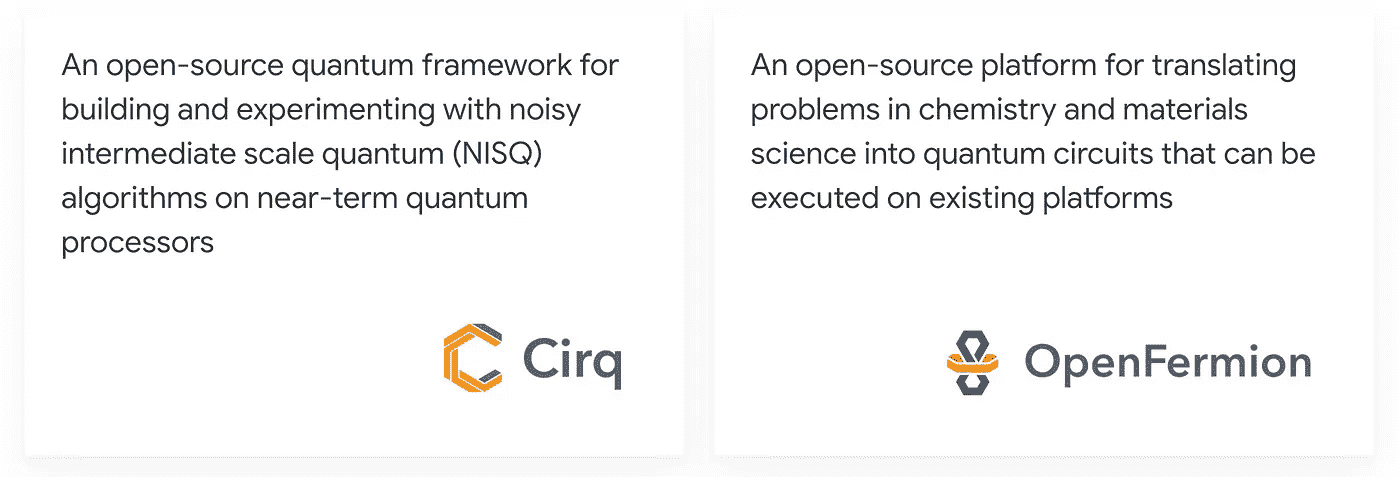 An open-source quantum framework for
building and experimenting with noisy
intermediate scale quantum (NISQ)
algorithms on near-term quantum
processors
Cirq
An open-source platform for translating
problems in chemistry and materials
science into quantum circuits that can be
executed on existing platforms
OpenFermion